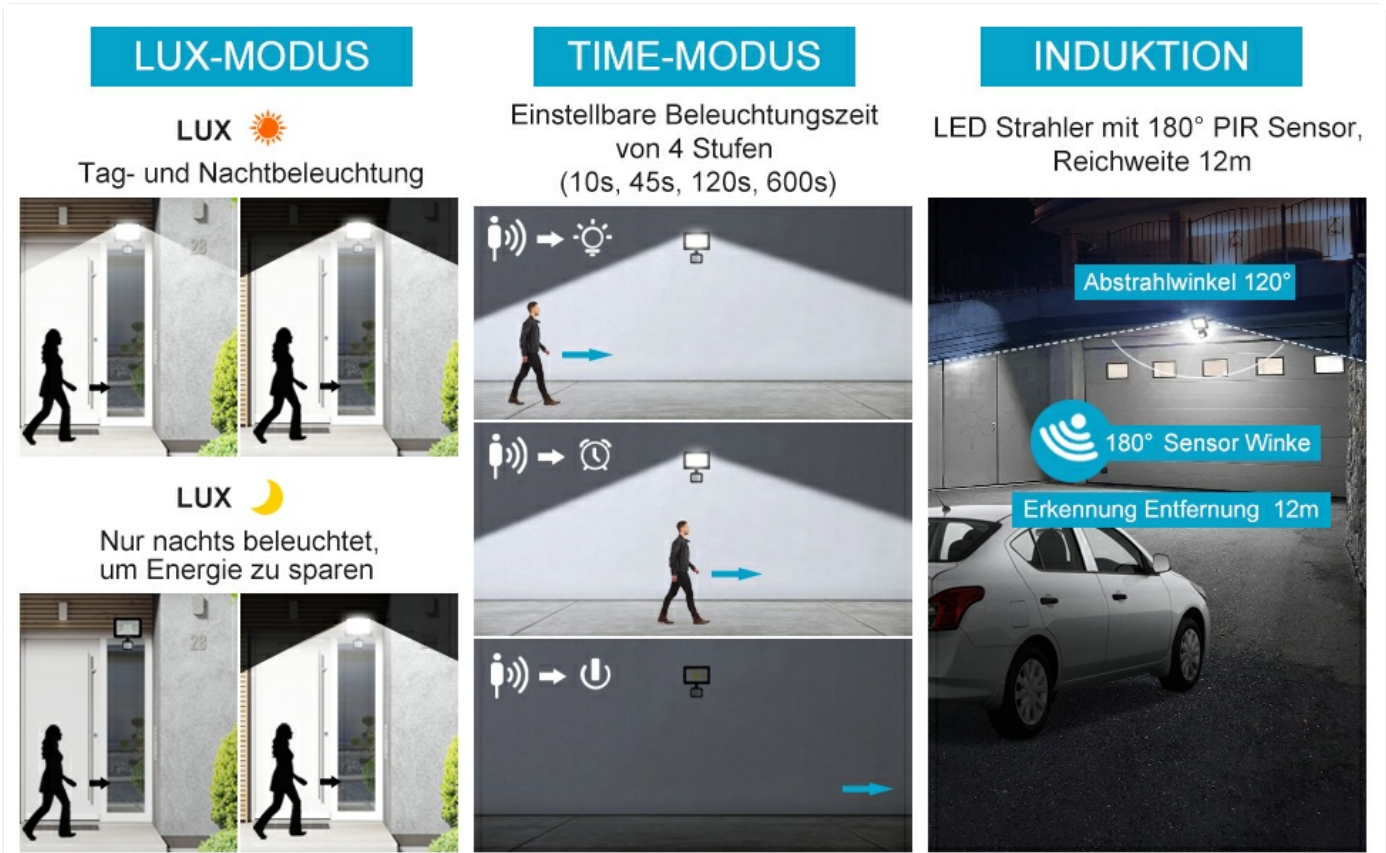 LUX-MODUS
LUX
Tag- und Nachtbeleuchtung
28
LUX
Nur nachts beleuchtet,
um Energie zu sparen
28
TIME-MODUS
Einstellbare Beleuchtungszeit
von 4 Stufen
(10s, 45s, 120s, 600s)
INDUKTION
LED Strahler mit 180° PIR Sensor,
Reichweite 12m
Abstrahlwinkel 120°
180° Sensor Winke
Erkennung Entfernung 12m